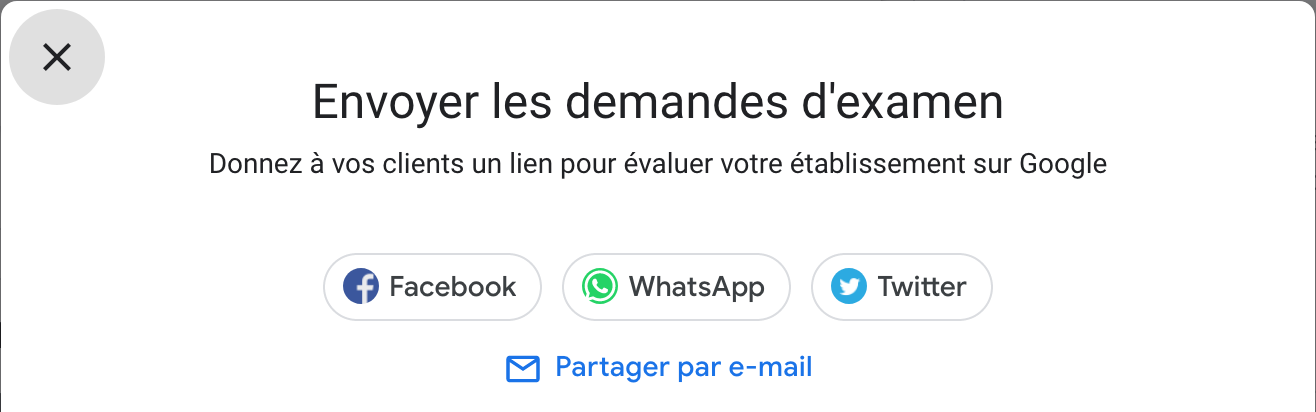 Envoyer les demandes d'examen
Donnez à vos clients un lien pour évaluer votre établissement sur Google
Facebook
WhatsApp
Twitter
Partager par e-mail